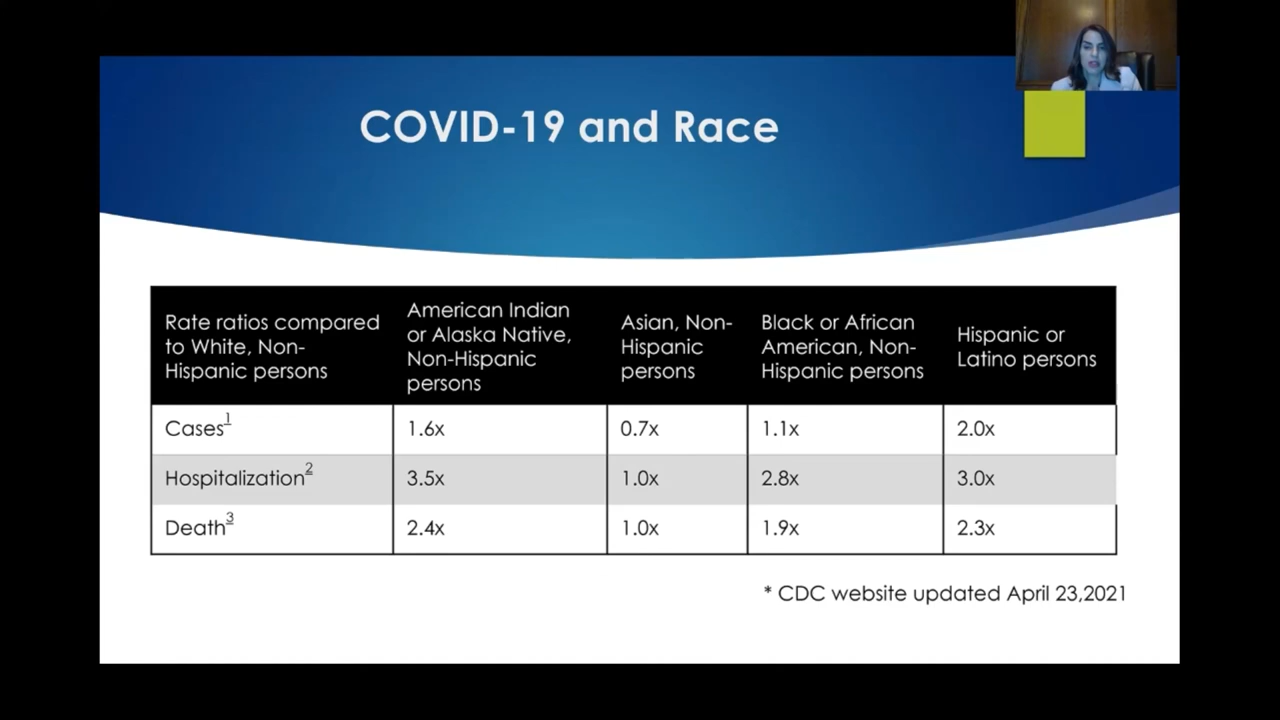 COVID-19 and Race
Rate ratios compared
to White, Non-
Hispanic persons
American Indian
or Alaska Native,
Non-Hispanic
persons
Asian, Non-
Hispanic
persons
Black or African
American, Non-
Hispanic persons
Hispanic or
Latino persons
Cases1 1.6x 0.7x 1.1x 2.0x
Hospitalization2 3.5x 1.0x 2.8x 3.0x
Death3 2.4x 1.0x 1.9x 2.3x
* CDC website updated April 23,2021